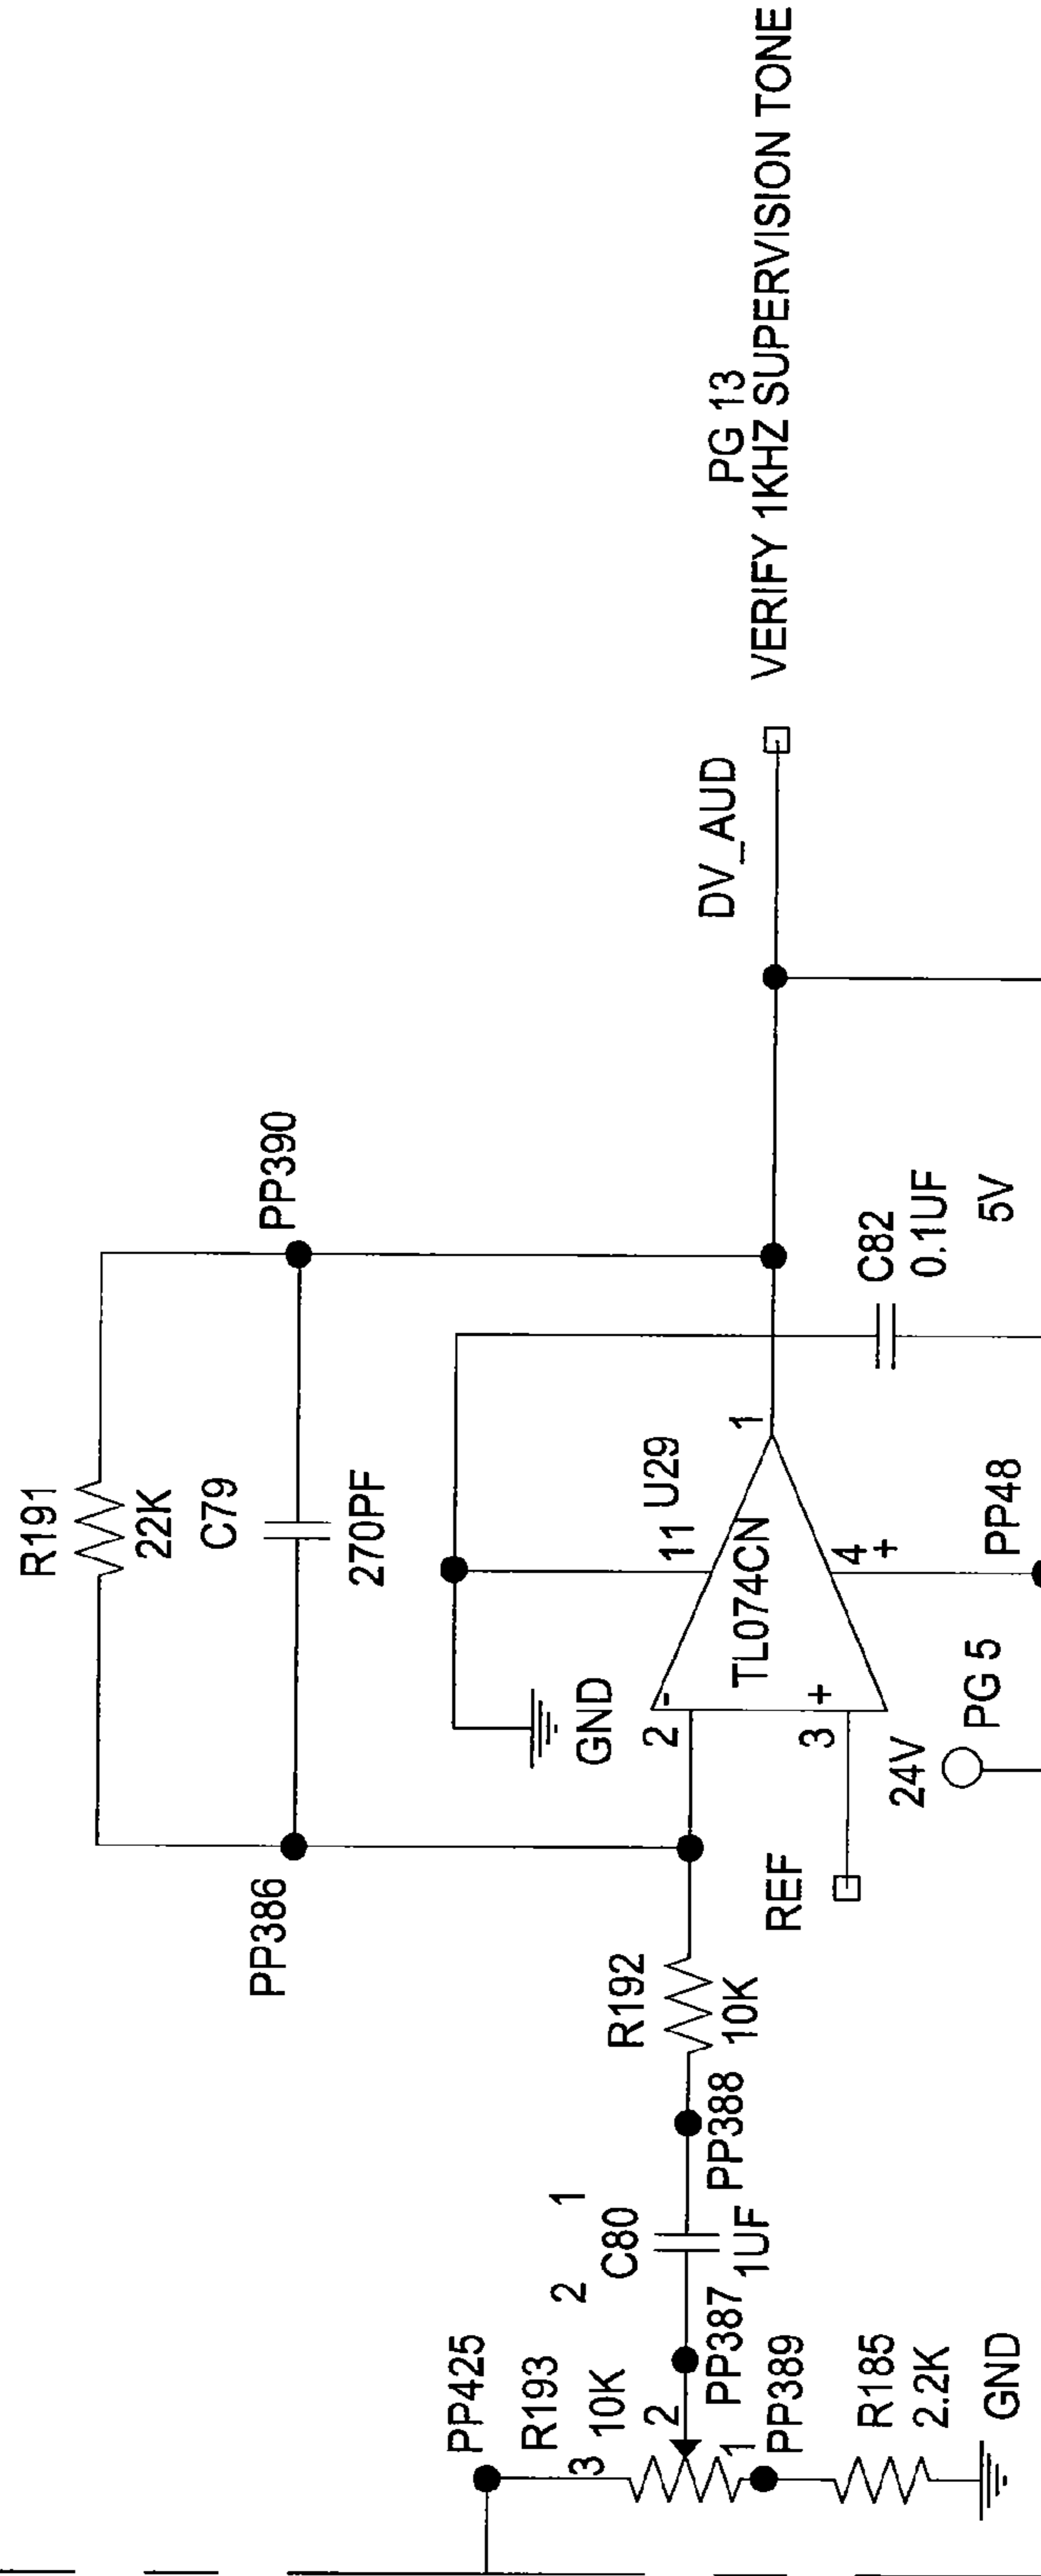 R191
22K
C79
270PF
PP386
PP390
GND
11
U29
2
-
TL074CN
1
3
+
4
+
REF
24V
PG 5
PP48
C82
0.1UF
5V
DV_AUD
PG 13
VERIFY 1KHZ SUPERVISION TONE
R192
10K
PP388
2
1
C80
1UF
PP387
PP425
R193
10K
3
2
1
PP389
R185
2.2K
GND